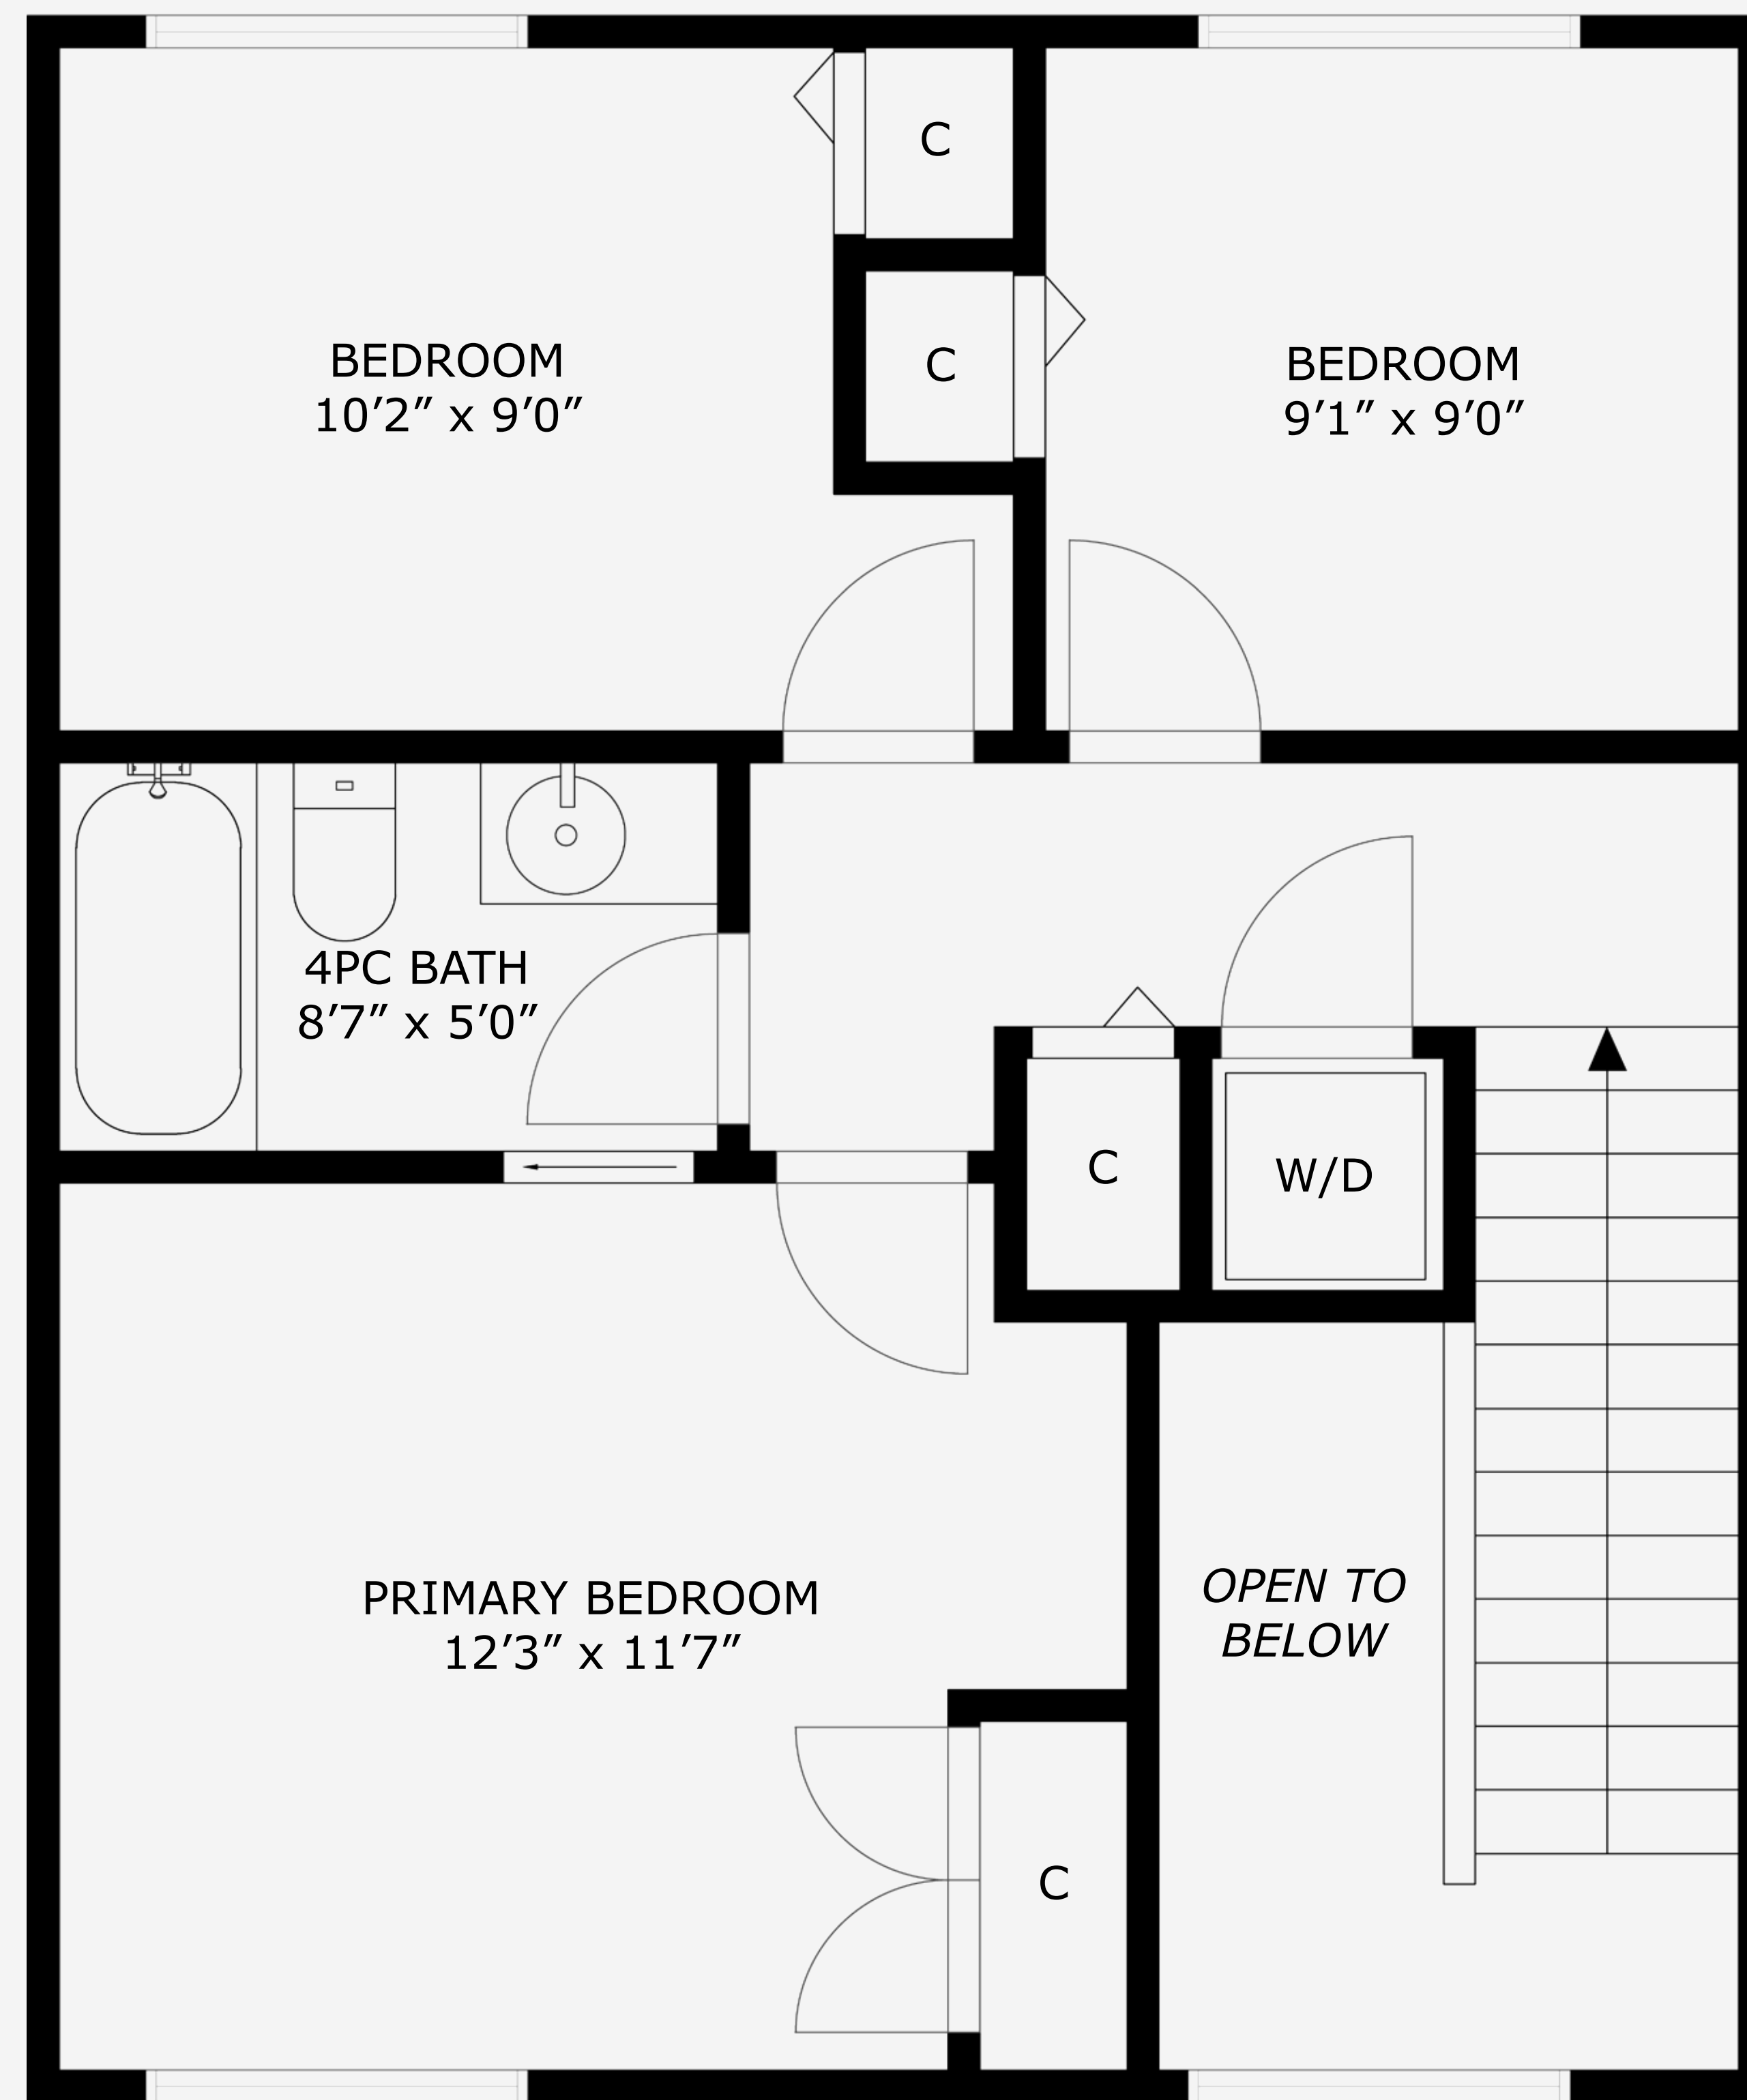 C
C
BEDROOM
10′2″ x 9′0″
BEDROOM
9′1″ x 9′0″
4PC BATH
8′7″ x 5′0″
C
W/D
PRIMARY BEDROOM
12′3″ x 11′7″
OPEN TO
BELOW
C